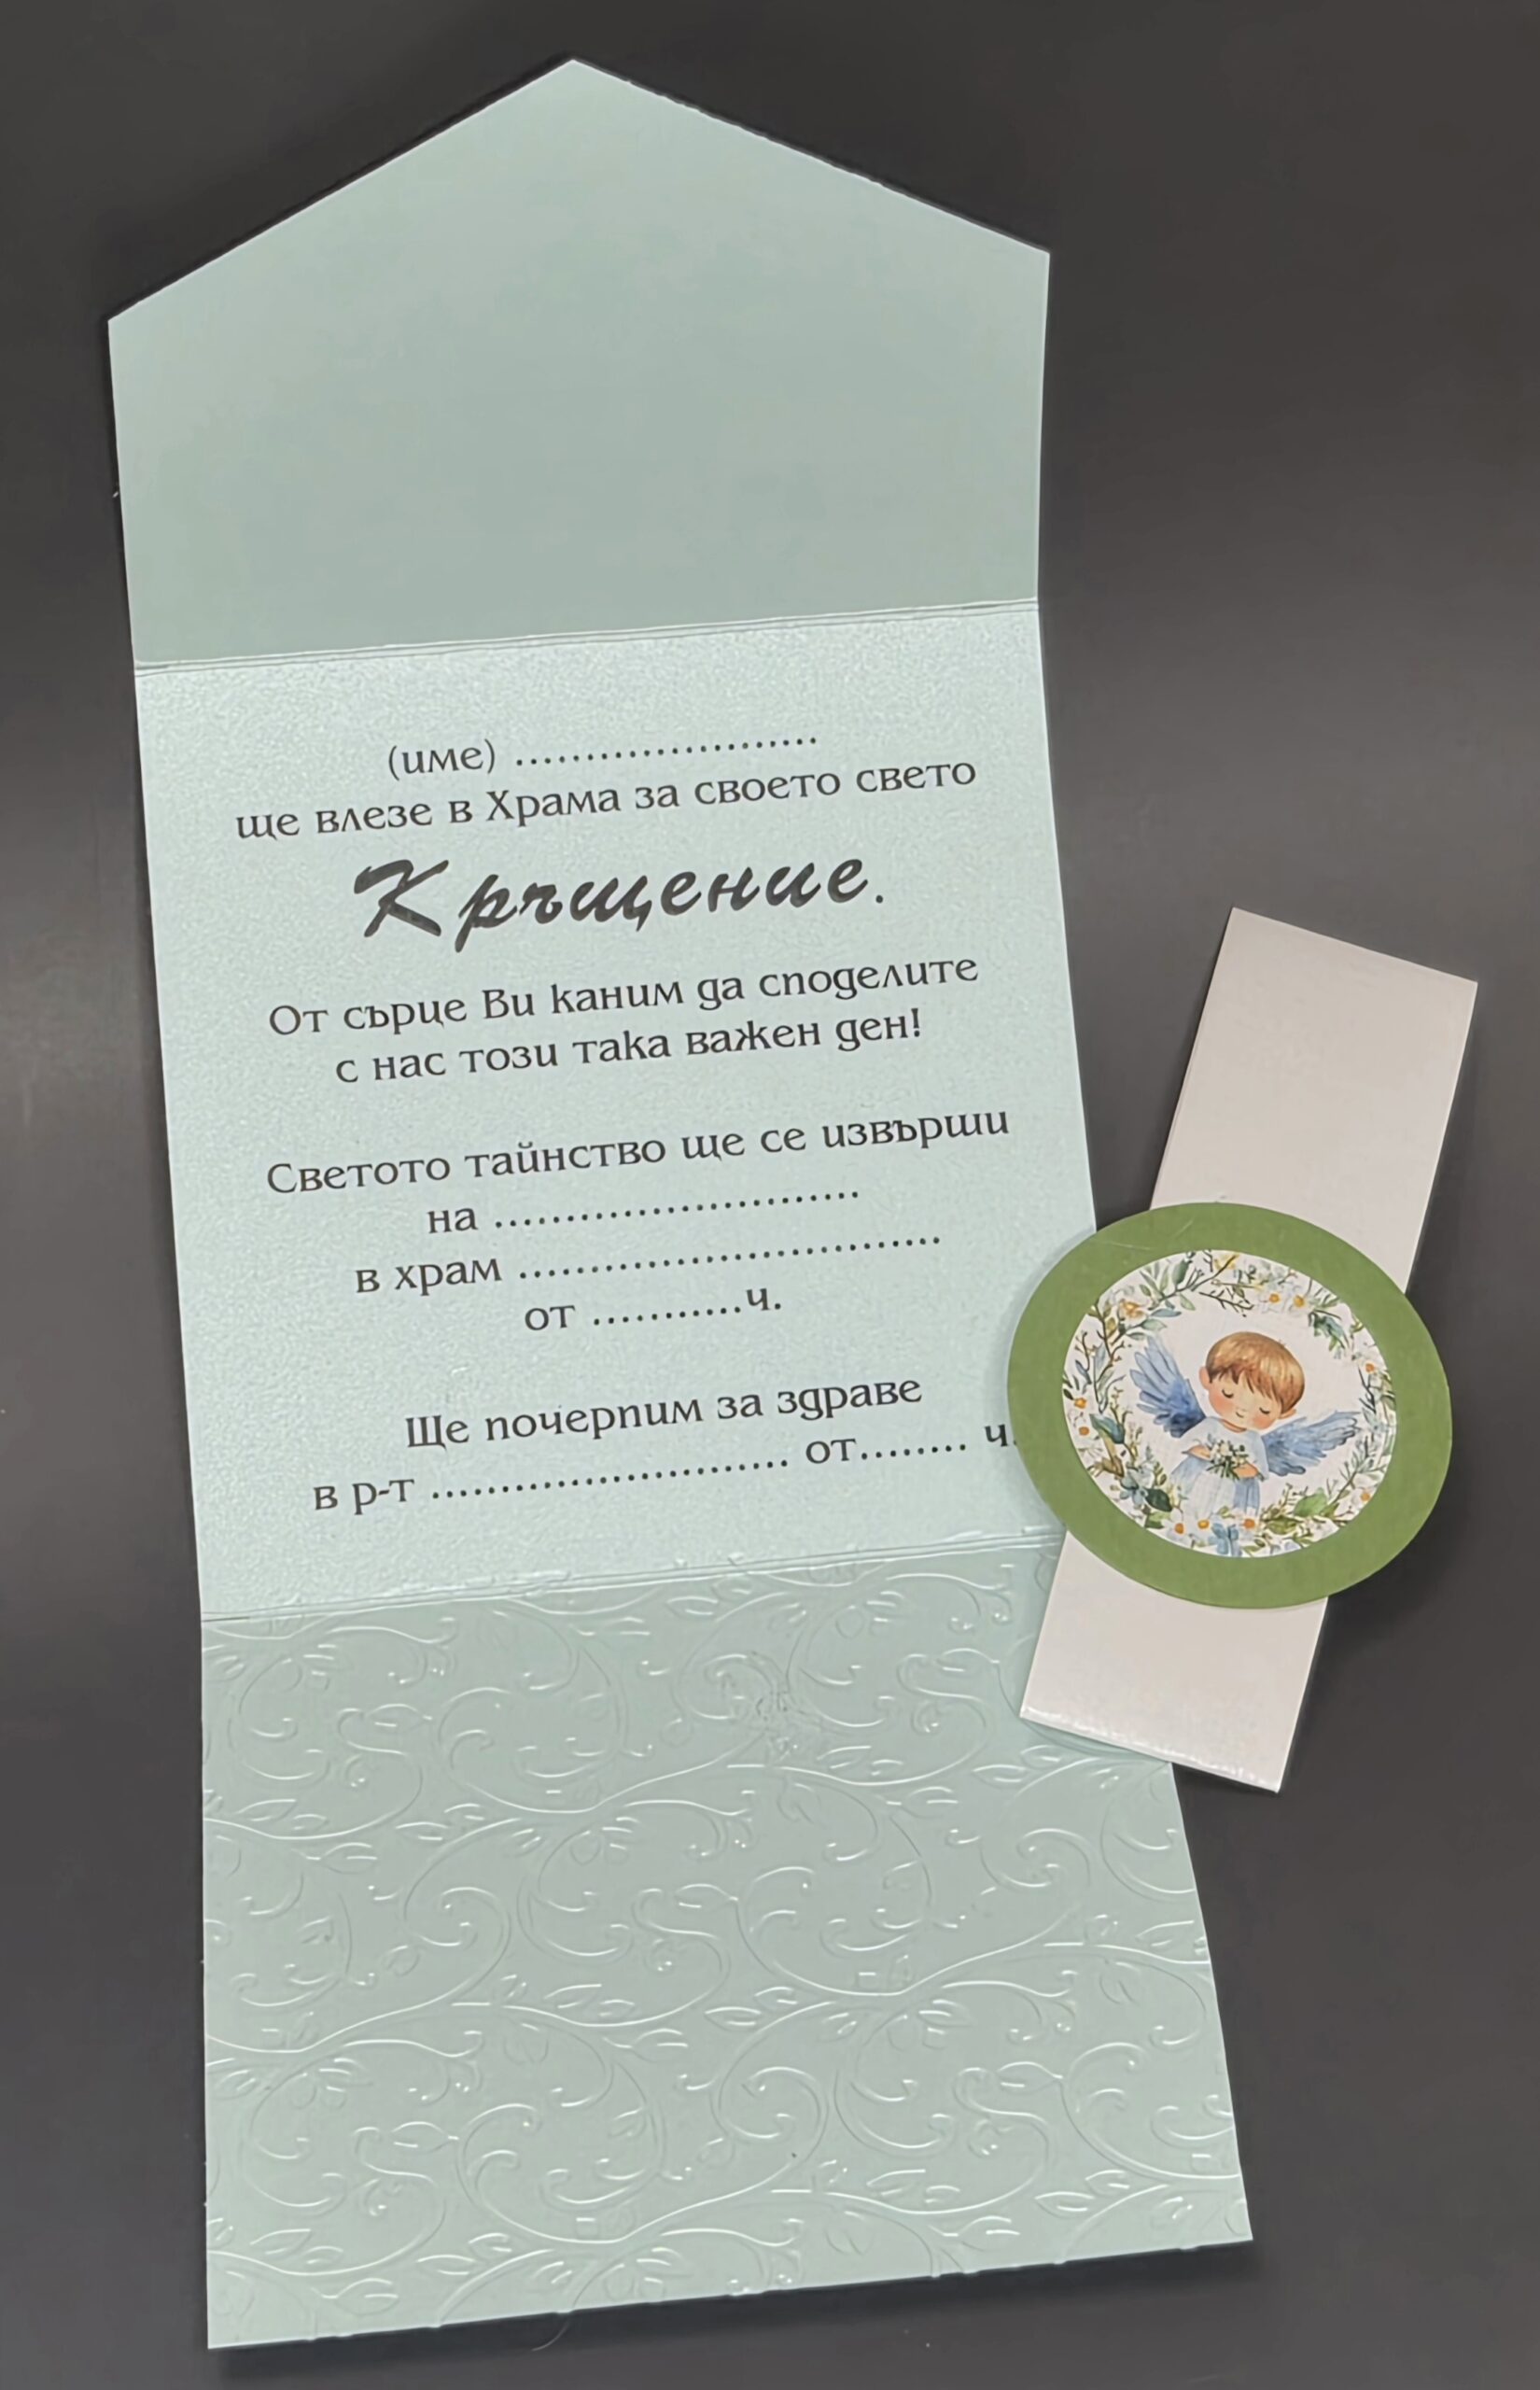 (име) ......................
ще влезе в Храма за своето свето
Кръщение.
От сърце Ви каним да споделите
с нас този така важен ден!
Светото тайнство ще се извърши
на ..........................
в храм ..............................
от ...........ч.
Ще почерпим за здраве
в р-т .......................... от........ ч.